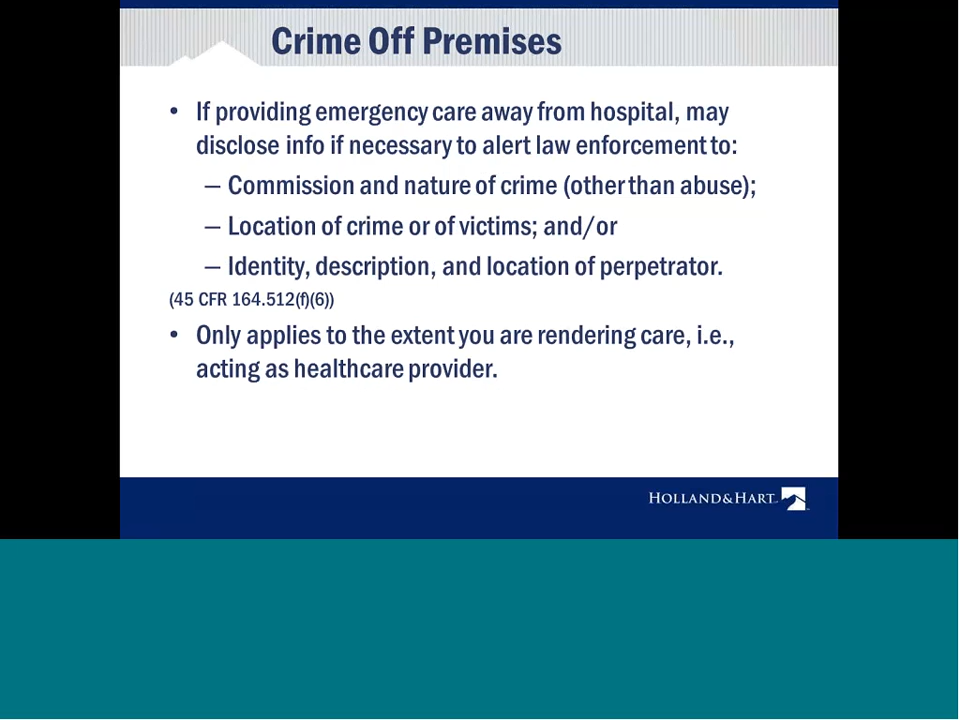 Crime Off Premises
• If providing emergency care away from hospital, may
disclose info if necessary to alert law enforcement to:
– Commission and nature of crime (other than abuse);
– Location of crime or of victims; and/or
– Identity, description, and location of perpetrator.
(45 CFR 164.512(f)(6))
• Only applies to the extent you are rendering care, i.e.,
acting as healthcare provider.
HOLLAND&HART